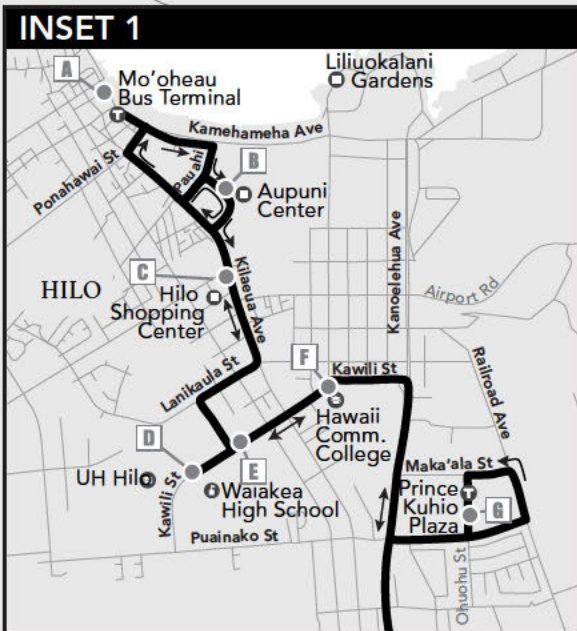 INSET 1
A
Mo'oheau
Bus Terminal
T
Liliuokalani
Gardens
Kamehameha Ave
Ponahawai St
Pauahi
B
Aupuni
Center
C
HILO
Hilo
Shopping
Center
Kilaeua Ave
Kanoelehua Ave
Airport Rd
Lanikaula St
F
Kawili St
Railroad Ave
Hawaii
Comm.
College
D
UH Hilo
E
Waiakea
High School
Kawili St
Puainako St
Maka'ala St
Prince
Kuhio
Plaza
T
G
Ohuohu St